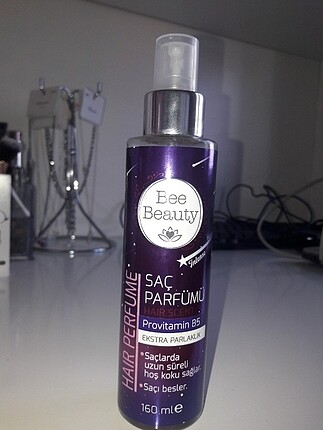 Bee
Beauty
Intense
SAÇ
PARFÜMÜ
HAIR SCENT
Provitamin B5
EKSTRA PARLAKLIK
• Saçlarda
uzun süreli
hoş koku sağlar.
• Saçı besler.
160 ml e
HAIR PERFUME